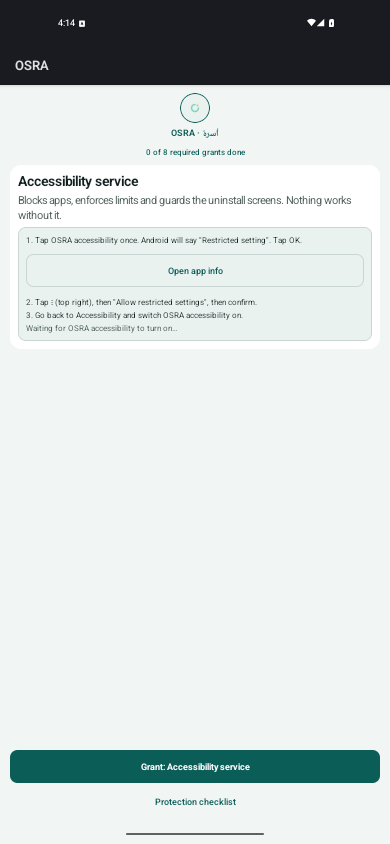 4:14
OSRA
OSRA · أسرة
0 of 8 required grants done
Accessibility service
Blocks apps, enforces limits and guards the uninstall screens. Nothing works
without it.
1. Tap OSRA accessibility once. Android will say "Restricted setting". Tap OK.
Open app info
2. Tap ⋮ (top right), then "Allow restricted settings", then confirm.
3. Go back to Accessibility and switch OSRA accessibility on.
Waiting for OSRA accessibility to turn on…
Grant: Accessibility service
Protection checklist